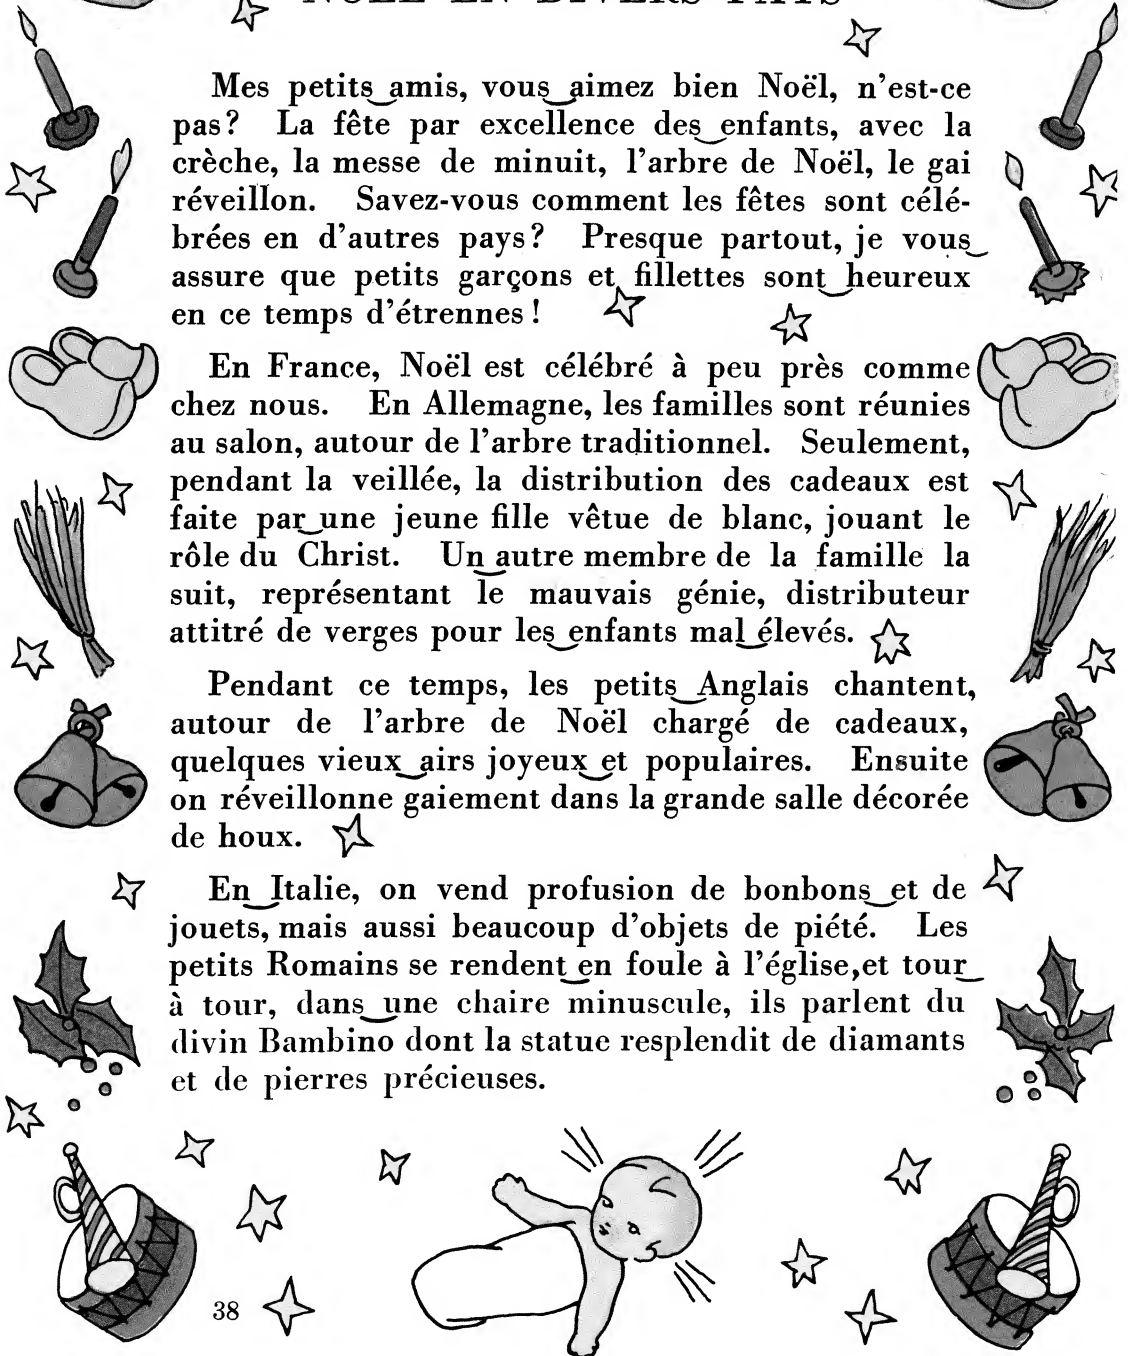 NOËL EN DIVERS PAYS
Mes petits amis, vous aimez bien Noël, n'est-ce
pas? La fête par excellence des enfants, avec la
crèche, la messe de minuit, l'arbre de Noël, le gai
réveillon. Savez-vous comment les fêtes sont célé-
brées en d'autres pays? Presque partout, je vous
assure que petits garçons et fillettes sont heureux
en ce temps d'étrennes!
En France, Noël est célébré à peu près comme
chez nous. En Allemagne, les familles sont réunies
au salon, autour de l'arbre traditionnel. Seulement,
pendant la veillée, la distribution des cadeaux est
faite par une jeune fille vêtue de blanc, jouant le
rôle du Christ. Un autre membre de la famille la
suit, représentant le mauvais génie, distributeur
attitré de verges pour les enfants mal élevés.
Pendant ce temps, les petits Anglais chantent,
autour de l'arbre de Noël chargé de cadeaux,
quelques vieux airs joyeux et populaires. Ensuite
on réveillonne gaiement dans la grande salle décorée
de houx.
En Italie, on vend profusion de bonbons et de
jouets, mais aussi beaucoup d'objets de piété. Les
petits Romains se rendent en foule à l'église,et tour
à tour, dans une chaire minuscule, ils parlent du
divin Bambino dont la statue resplendit de diamants
et de pierres précieuses.
38